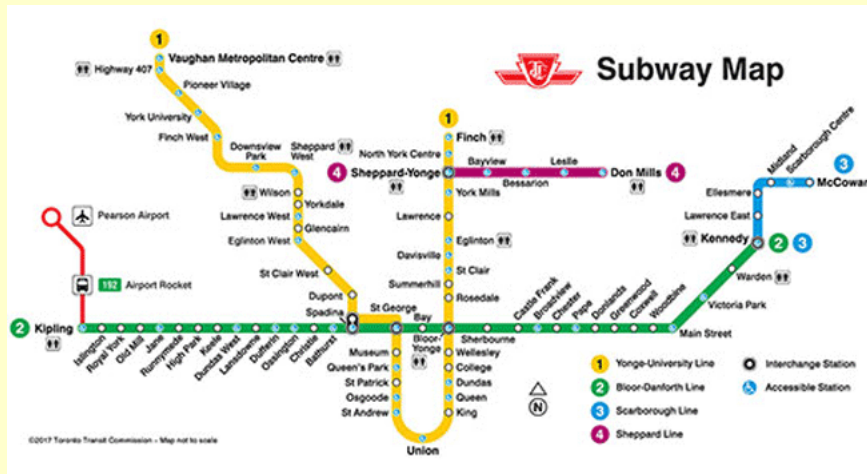 TTC
Subway Map
1
Vaughan Metropolitan Centre
Highway 407
Pioneer Village
York University
Finch West
Downsview
Park
Sheppard
West
Wilson
Yorkdale
Lawrence West
Glencairn
Eglinton West
St Clair West
Dupont
Spadina
St George
Museum
Queen's Park
St Patrick
Osgoode
St Andrew
Union
King
Queen
Dundas
College
Wellesley
Bloor-
Yonge
Rosedale
Summerhill
St Clair
Davisville
Eglinton
Lawrence
York Mills
4
Sheppard-Yonge
North York Centre
Finch
1
Bayview
Bessarion
Leslie
Don Mills
4
Pearson Airport
192
Airport Rocket
2
Kipling
Islington
Royal York
Old Mill
Jane
Runnymede
High Park
Keele
Dundas West
Lansdowne
Dufferin
Ossington
Christie
Bathurst
Bay
Sherbourne
Castle Frank
Broadview
Chester
Pape
Donlands
Greenwood
Coxwell
Woodbine
Main Street
Victoria Park
Warden
Kennedy
2
3
Lawrence East
Ellesmere
Midland
Scarborough Centre
McCowan
3
1 Yonge-University Line
2 Bloor-Danforth Line
3 Scarborough Line
4 Sheppard Line
Interchange Station
Accessible Station
N
©2017 Toronto Transit Commission – Map not to scale